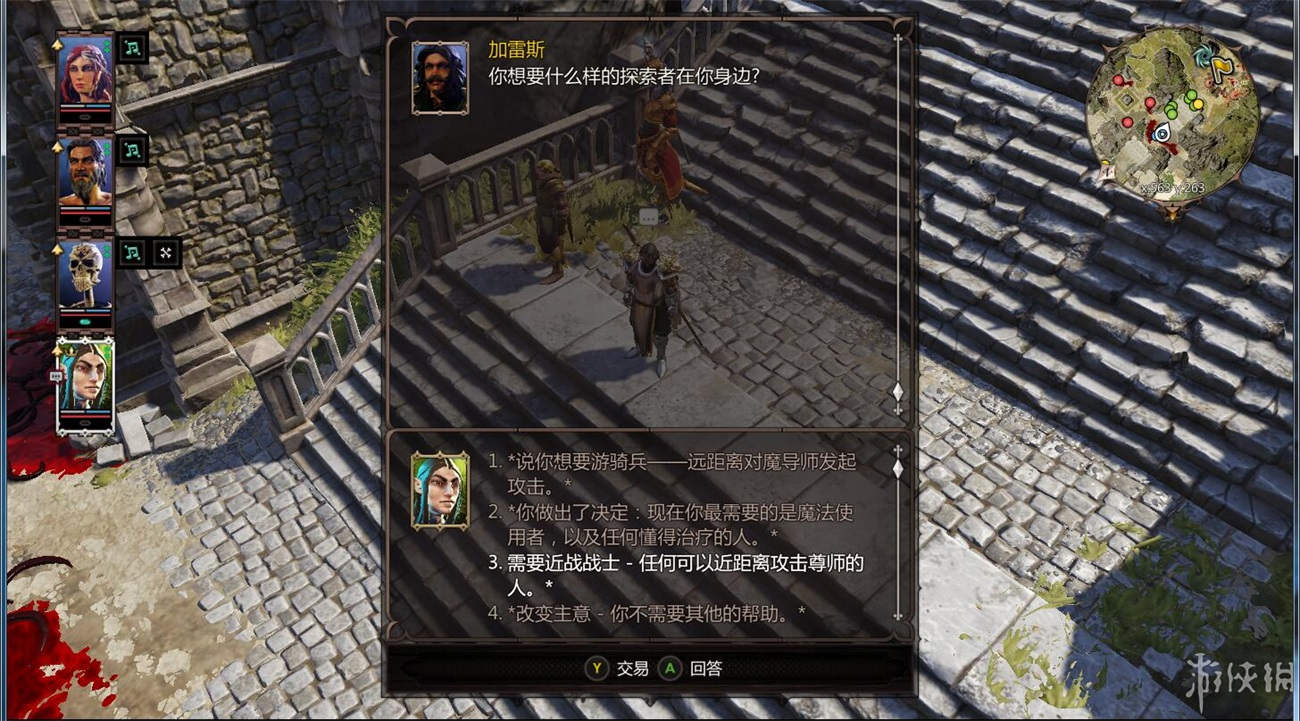 加雷斯
你想要什么样的探索者在你身边?
1. *说你想要游骑兵——远距离对魔导师发起
攻击。*
2. *你做出了决定：现在你最需要的是魔法使
用者，以及任何懂得治疗的人。*
3. 需要近战战士 - 任何可以近距离攻击尊师的
人。*
4. *改变主意 - 你不需要其他的帮助。*
Y 交易 A 回答
游侠网